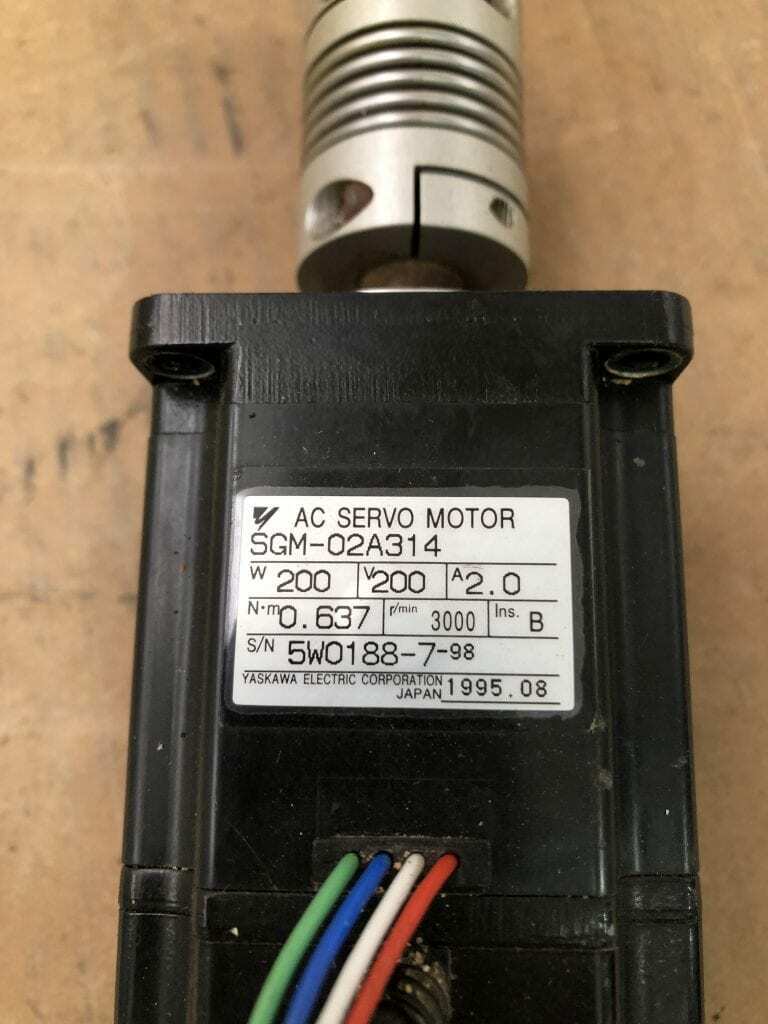 AC SERVO MOTOR
SGM-02A314
W 200 V 200 A 2.0
N·m 0.637 r/min 3000 Ins. B
S/N 5W0188-7-98
YASKAWA ELECTRIC CORPORATION
JAPAN 1995.08